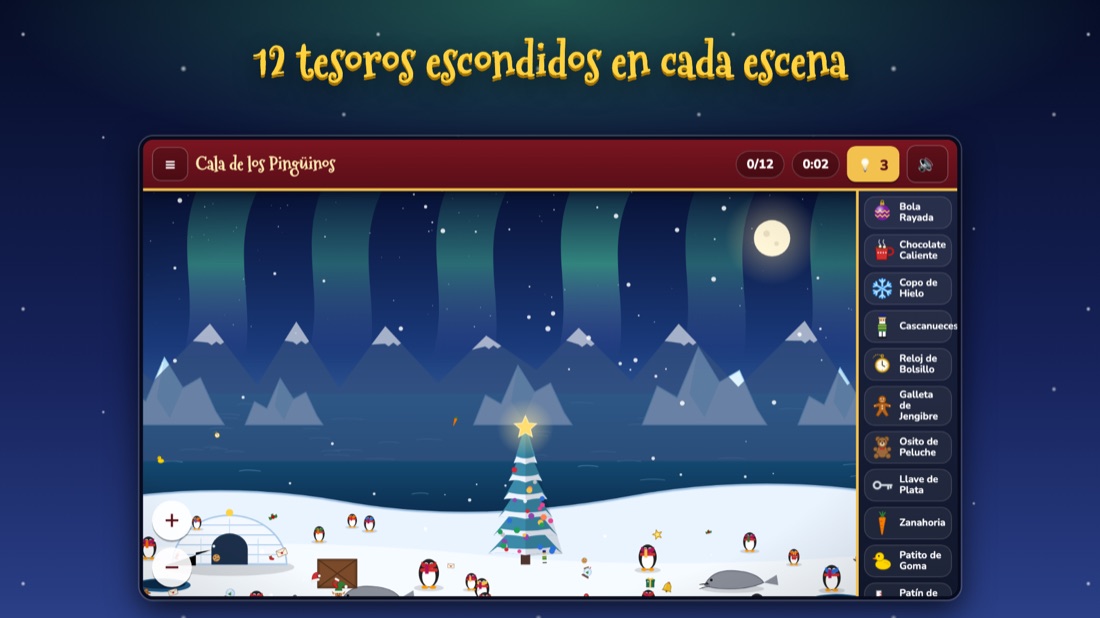 12 tesoros escondidos en cada escena
Cala de los Pingüinos
0/12
0:02
3
Bola
Rayada
Chocolate
Caliente
Copo de
Hielo
Cascanueces
Reloj de
Bolsillo
Galleta
de
Jengibre
Osito de
Peluche
Llave de
Plata
Zanahoria
Patito de
Goma
Patín de